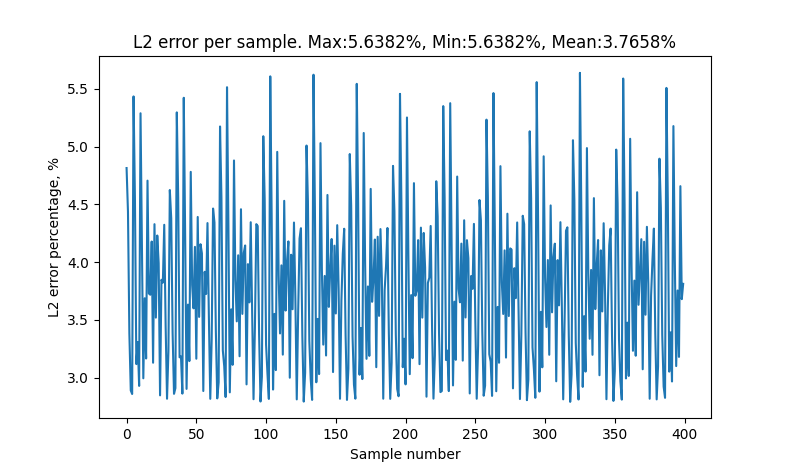 L2 error per sample. Max:5.6382%, Min:5.6382%, Mean:3.7658%
L2 error percentage, %
5.5
5.0
4.5
4.0
3.5
3.0
0 50 100 150 200 250 300 350 400
Sample number